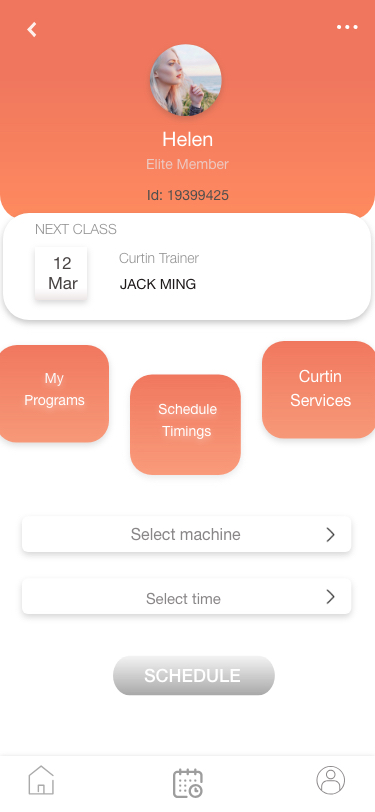 Helen
Elite Member
Id: 19399425
NEXT CLASS
12
Mar
Curtin Trainer
JACK MING
My
Programs
Schedule
Timings
Curtin
Services
Select machine
Select time
SCHEDULE